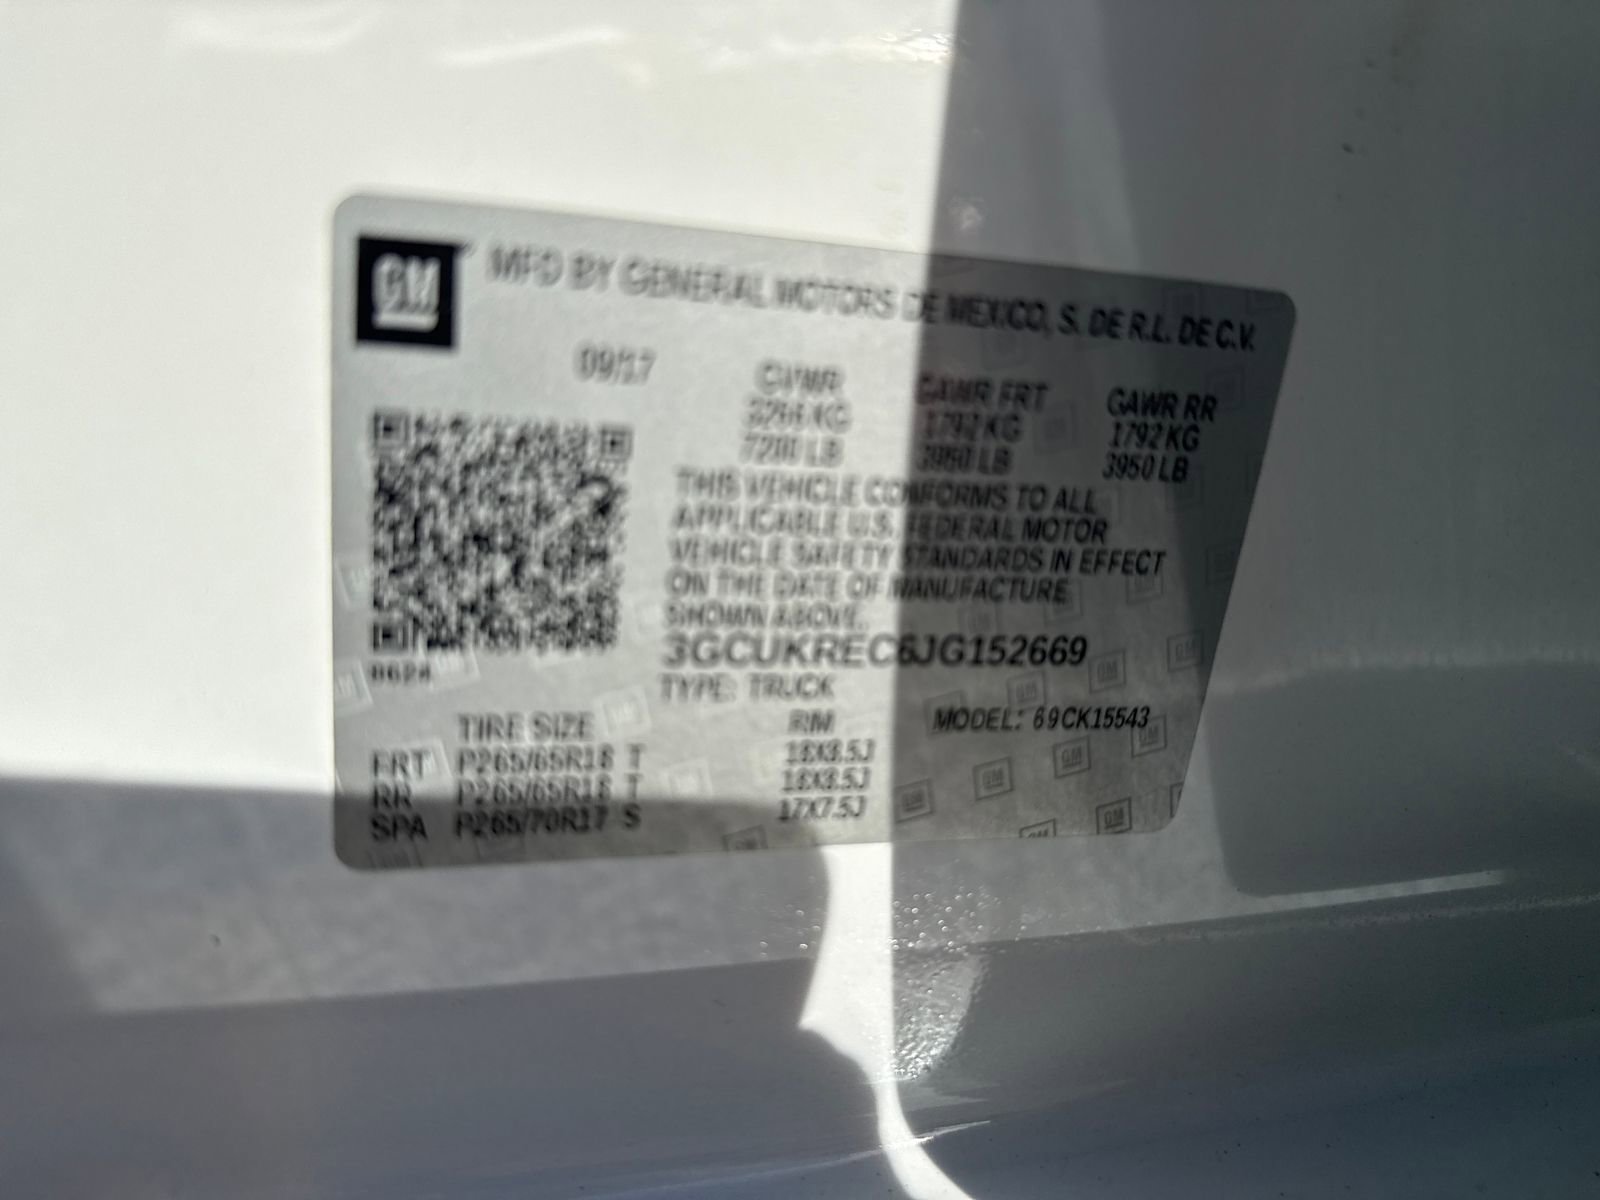 GM MFD BY GENERAL MOTORS DE MEXICO, S. DE R.L. DE C.V.
09/17 GVWR GAWR FRT GAWR RR
3266 KG 1792 KG 1792 KG
7200 LB 3950 LB 3950 LB
THIS VEHICLE CONFORMS TO ALL
APPLICABLE U.S. FEDERAL MOTOR
VEHICLE SAFETY STANDARDS IN EFFECT
ON THE DATE OF MANUFACTURE
SHOWN ABOVE.
3GCUKREC6JG152669
TYPE: TRUCK
MODEL: 69CK15543
TIRE SIZE RIM
FRT P265/65R18 T 18X8.5J
RR P265/65R18 T 18X8.5J
SPA P265/70R17 S 17X7.5J